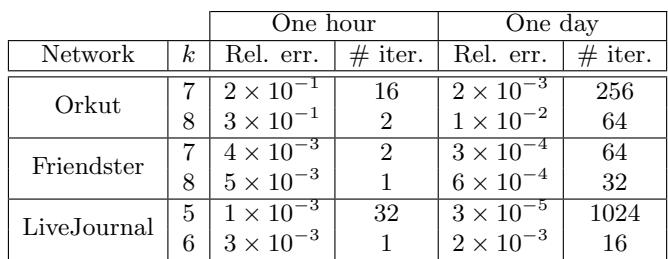 One hour One day
Network k Rel. err. # iter. Rel. err. # iter.
Orkut 7 2 × 10⁻¹ 16 2 × 10⁻³ 256
8 3 × 10⁻¹ 2 1 × 10⁻² 64
Friendster 7 4 × 10⁻³ 2 3 × 10⁻⁴ 64
8 5 × 10⁻³ 1 6 × 10⁻⁴ 32
LiveJournal 5 1 × 10⁻³ 32 3 × 10⁻⁵ 1024
6 3 × 10⁻³ 1 2 × 10⁻³ 16